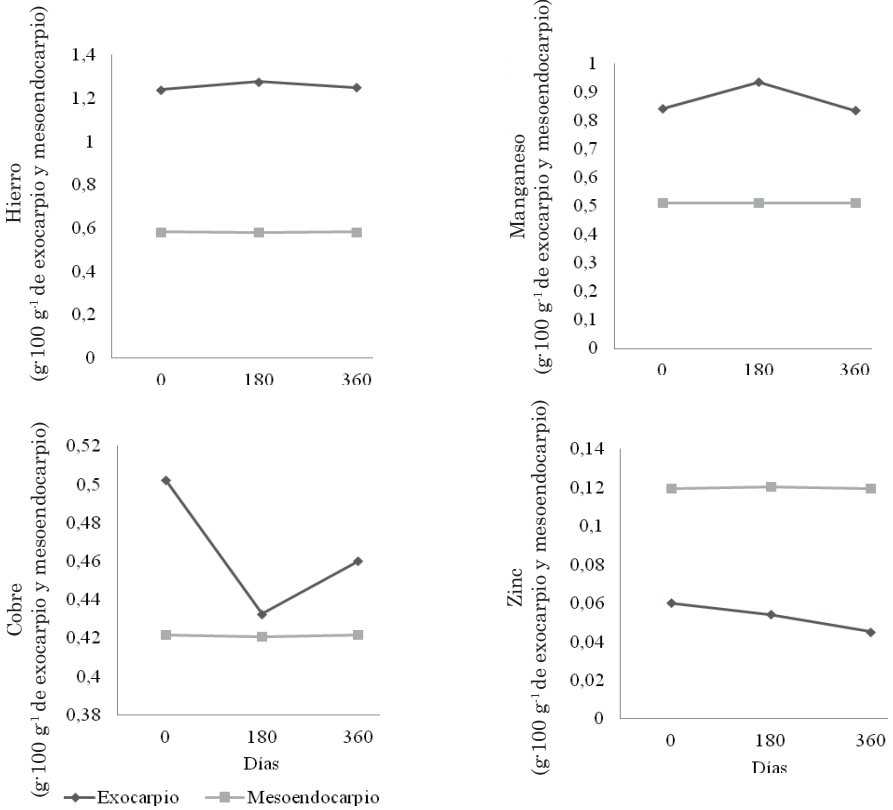 Hierro
(g·100 g-1 de exocarpio y mesoendocarpio)
1,4
1,2
1
0,8
0,6
0,4
0,2
0
0 180 360
Manganeso
(g·100 g-1 de exocarpio y mesoendocarpio)
1
0,9
0,8
0,7
0,6
0,5
0,4
0,3
0,2
0,1
0
0 180 360
Cobre
(g·100 g-1 de exocarpio y mesoendocarpio)
0,52
0,5
0,48
0,46
0,44
0,42
0,4
0,38
0 180 360
Días
Zinc
(g·100 g-1 de exocarpio y mesoendocarpio)
0,14
0,12
0,1
0,08
0,06
0,04
0,02
0
0 180 360
Días
Exocarpio Mesoendocarpio